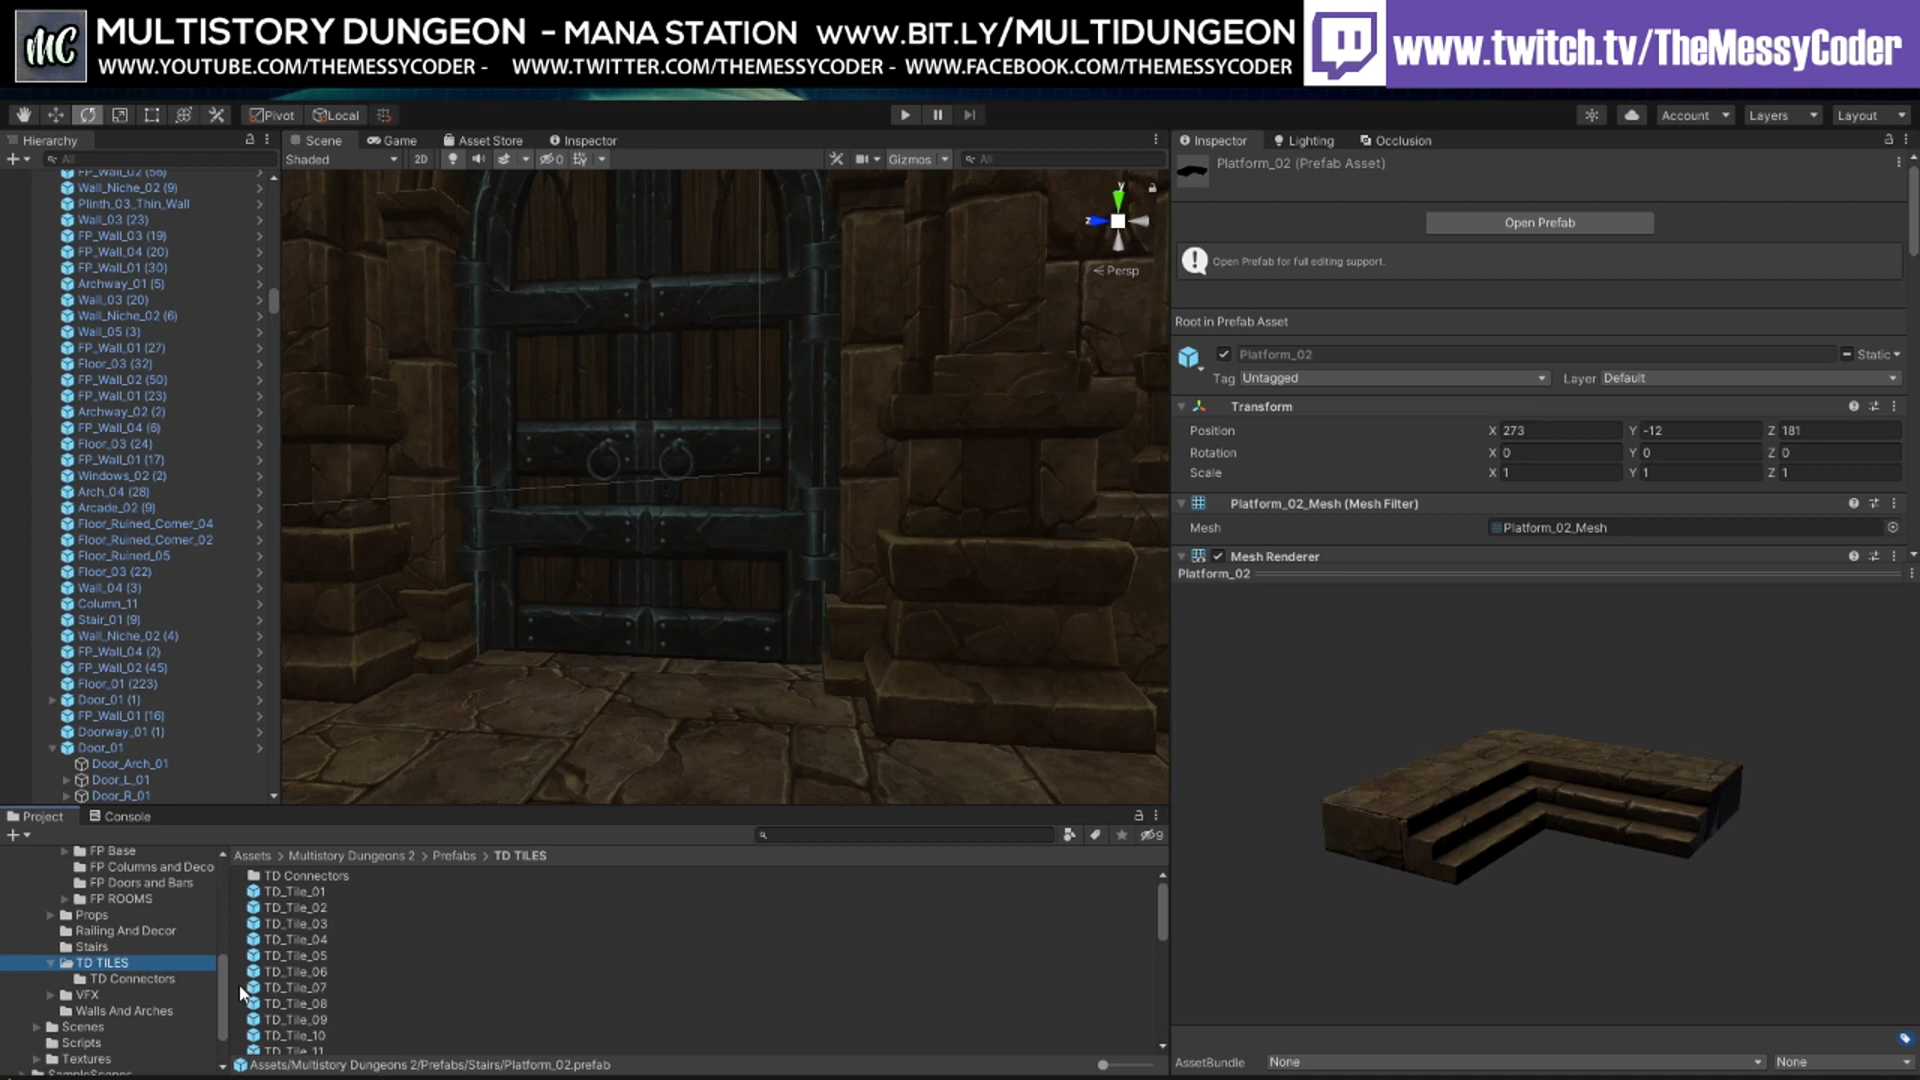 MC
MULTISTORY DUNGEON - MANA STATION WWW.BIT.LY/MULTIDUNGEON
WWW.YOUTUBE.COM/THEMESSYCODER - WWW.TWITTER.COM/THEMESSYCODER - WWW.FACEBOOK.COM/THEMESSYCODER
www.twitch.tv/TheMessyCoder
Pivot Local Account Layers Layout
Hierarchy
All
FP_Wall_02 (56)
Wall_Niche_02 (9)
Plinth_03_Thin_Wall
Wall_03 (23)
FP_Wall_03 (19)
FP_Wall_04 (20)
FP_Wall_01 (30)
Archway_01 (5)
Wall_03 (20)
Wall_Niche_02 (6)
Wall_05 (3)
FP_Wall_01 (27)
Floor_03 (32)
FP_Wall_02 (50)
FP_Wall_01 (23)
Archway_02 (2)
FP_Wall_04 (6)
Floor_03 (24)
FP_Wall_01 (17)
Windows_02 (2)
Arch_04 (28)
Arcade_02 (9)
Floor_Ruined_Corner_04
Floor_Ruined_Corner_02
Floor_Ruined_05
Floor_03 (22)
Wall_04 (3)
Column_11
Stair_01 (9)
Wall_Niche_02 (4)
FP_Wall_04 (2)
FP_Wall_02 (45)
Floor_01 (223)
Door_01 (1)
FP_Wall_01 (16)
Doorway_01 (1)
Door_01
Door_Arch_01
Door_L_01
Door_R_01
Scene Game Asset Store Inspector
Shaded 2D 0 Gizmos All
y
z
Persp
Inspector Lighting Occlusion
Platform_02 (Prefab Asset)
Open Prefab
Open Prefab for full editing support.
Root in Prefab Asset
Platform_02 Static
Tag Untagged Layer Default
Transform
Position X 273 Y -12 Z 181
Rotation X 0 Y 0 Z 0
Scale X 1 Y 1 Z 1
Platform_02_Mesh (Mesh Filter)
Mesh Platform_02_Mesh
Mesh Renderer
Platform_02
AssetBundle None None
Project Console
9
FP Base
FP Columns and Deco
FP Doors and Bars
FP ROOMS
Props
Railing And Decor
Stairs
TD TILES
TD Connectors
VFX
Walls And Arches
Scenes
Scripts
Textures
SampleScenes
Assets > Multistory Dungeons 2 > Prefabs > TD TILES
TD Connectors
TD_Tile_01
TD_Tile_02
TD_Tile_03
TD_Tile_04
TD_Tile_05
TD_Tile_06
TD_Tile_07
TD_Tile_08
TD_Tile_09
TD_Tile_10
TD_Tile_11
Assets/Multistory Dungeons 2/Prefabs/Stairs/Platform_02.prefab